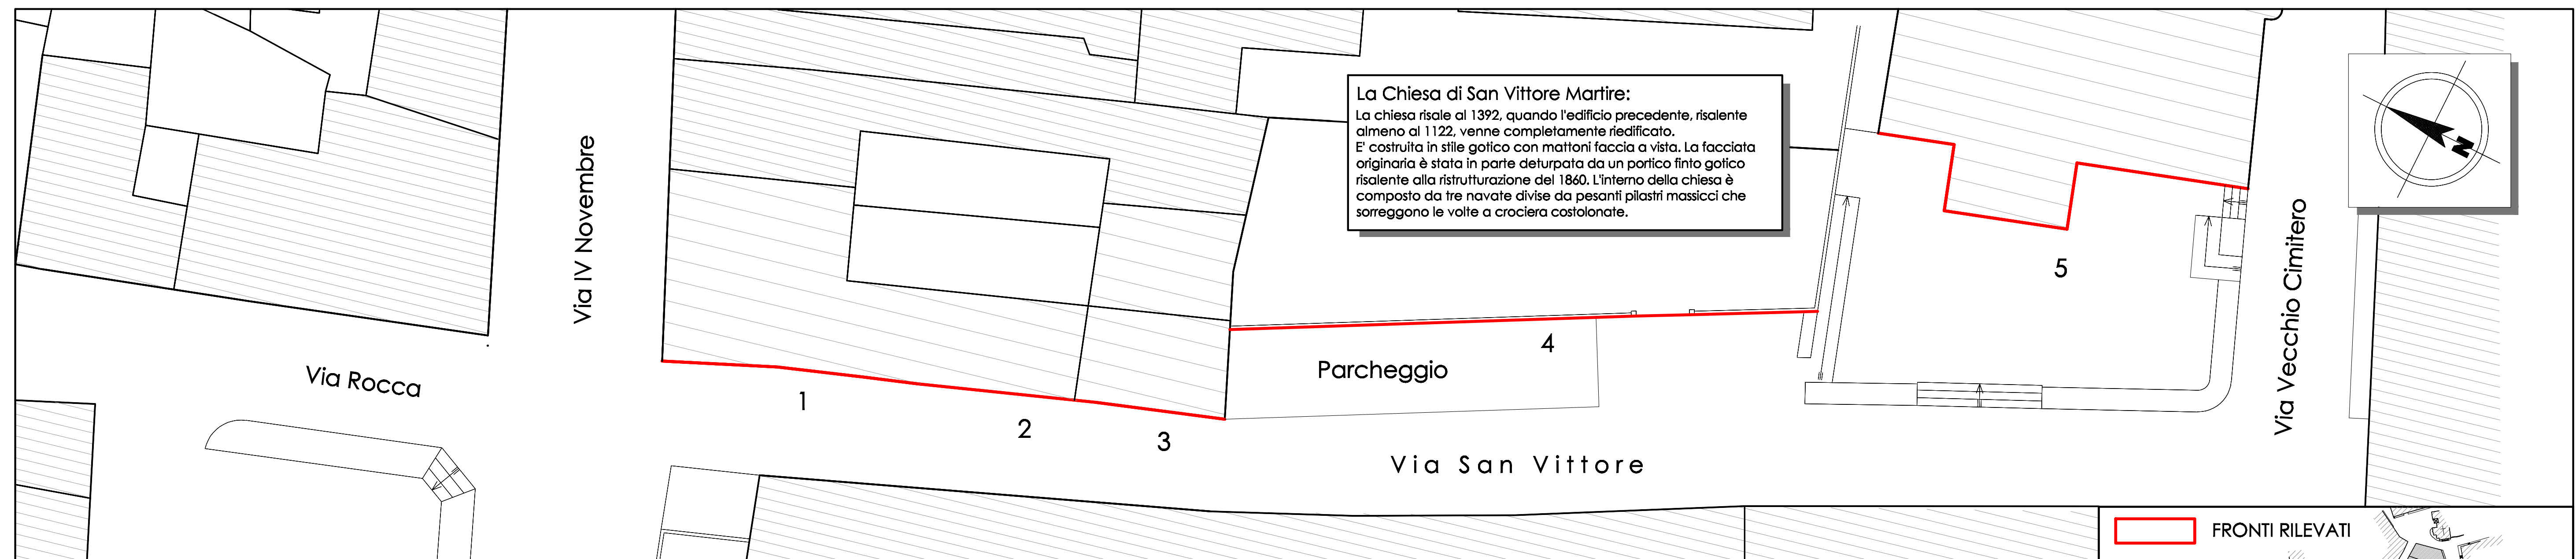 La Chiesa di San Vittore Martire:
La chiesa risale al 1392, quando l'edificio precedente, risalente
almeno al 1122, venne completamente riedificato.
E' costruita in stile gotico con mattoni faccia a vista. La facciata
originaria è stata in parte deturpata da un portico finto gotico
risalente alla ristrutturazione del 1860. L'interno della chiesa è
composto da tre navate divise da pesanti pilastri massicci che
sorreggono le volte a crociera costolonate.
N
Via IV Novembre
Via Vecchio Cimitero
5
4
Parcheggio
Via Rocca
1
2
3
Via San Vittore
FRONTI RILEVATI